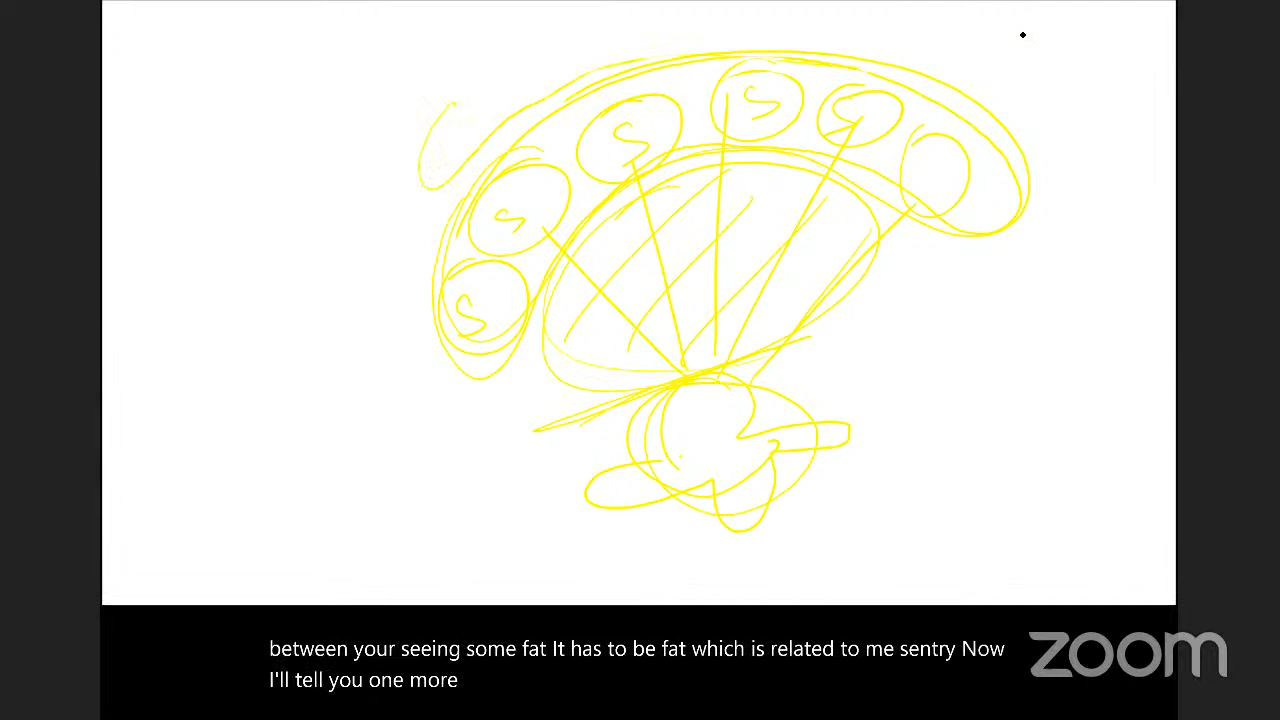 S
S
S
S
S
between your seeing some fat It has to be fat which is related to me sentry Now
I'll tell you one more
zoom